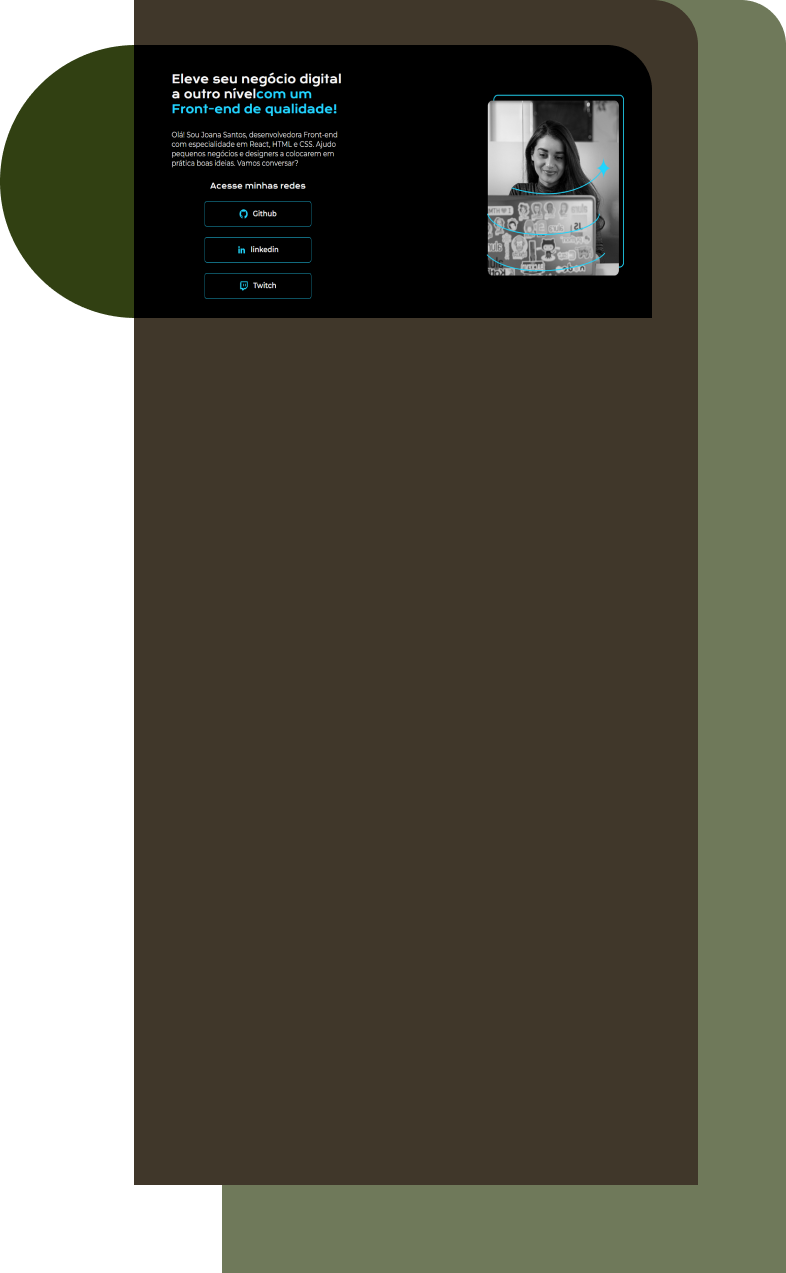 Eleve seu negócio digital
a outro nívelcom um
Front-end de qualidade!
Olá! Sou Joana Santos, desenvolvedora Front-end
com especialidade em React, HTML e CSS. Ajudo
pequenos negócios e designers a colocarem em
prática boas ideias. Vamos conversar?
Acesse minhas redes
Github
linkedin
Twitch